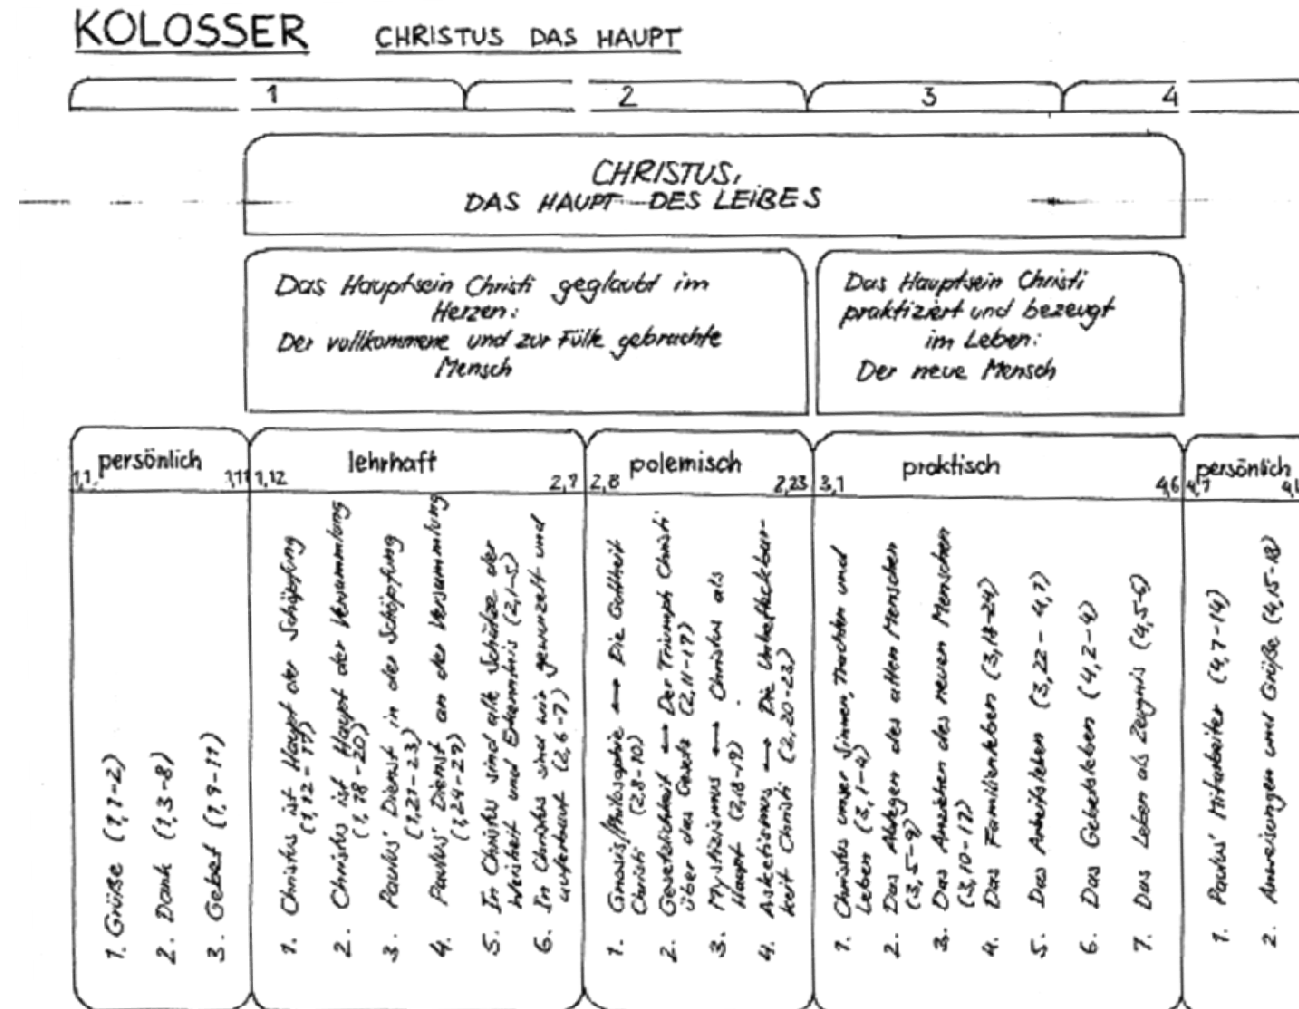 KOLOSSER CHRISTUS DAS HAUPT
1 2 3 4
CHRISTUS,
DAS HAUPT DES LEIBES
Das Hauptsein Christi geglaubt im
Herzen:
Der vollkommene und zur Fülle gebrachte
Mensch
Das Hauptsein Christi
praktiziert und bezeugt
im Leben:
Der neue Mensch
persönlich
1,1 1,11
lehrhaft
1,12 2,7
polemisch
2,8 2,23
praktisch
3,1 4,6
persönlich
4,7
1. Grüße (1,1-2)
2. Dank (1,3-8)
3. Gebet (1,9-11)
1. Christus ist Haupt der Schöpfung
(1,12-17)
2. Christus ist Haupt der Versammlung
(1,18-20)
3. Paulus' Dienst in der Schöpfung
(1,21-23)
4. Paulus' Dienst an der Versammlung
(1,24-29)
5. In Christus sind alle Schätze der
Weisheit und Erkenntnis (2,1-5)
6. In Christus sind wir gewurzelt und
auferbaut (2,6-7)
1. Gnosis/Philosophie ⟷ Die Gottheit
Christi (2,8-10)
2. Gesetzlichkeit ⟷ Der Triumph Christi
über das Gesetz (2,11-17)
3. Mystizismus ⟷ Christus als
Haupt (2,18-19)
4. Asketismus ⟷ Die
Christi (2,20-23)
1. Christus unser Sinnen, Trachten und
Leben (3,1-4)
2. Das Ablegen des alten Menschen
(3,5-9)
3. Das Anziehen des neuen Menschen
(3,10-17)
4. Das Familienleben (3,18-21)
5. Das Arbeitsleben (3,22-4,1)
6. Das Gebetsleben (4,2-4)
7. Das Leben als Zeugnis (4,5-6)
1. Paulus' Mitarbeiter (4,7-14)
2. Anweisungen und Grüße (4,15-18)